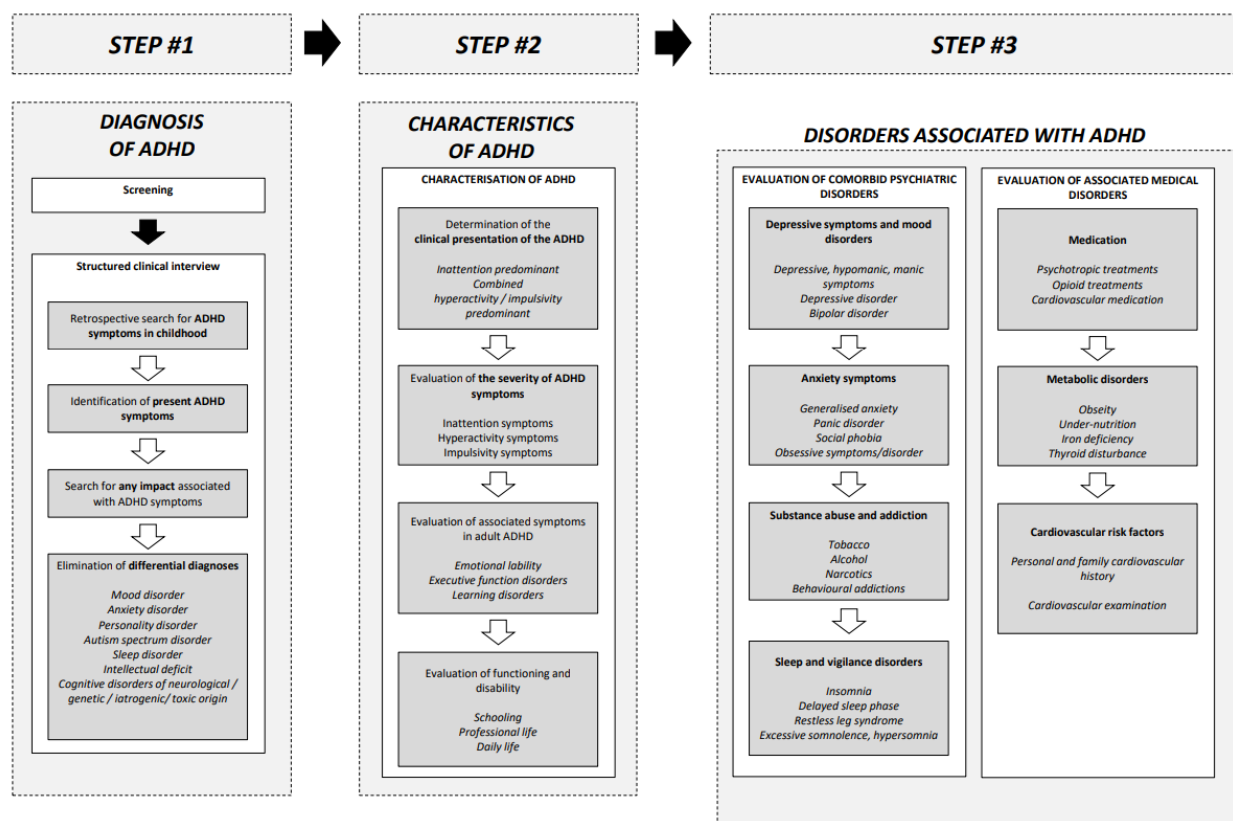 STEP #1
STEP #2
STEP #3
DIAGNOSIS
OF ADHD
Screening
Structured clinical interview
Retrospective search for ADHD
symptoms in childhood
Identification of present ADHD
symptoms
Search for any impact associated
with ADHD symptoms
Elimination of differential diagnoses
Mood disorder
Anxiety disorder
Personality disorder
Autism spectrum disorder
Sleep disorder
Intellectual deficit
Cognitive disorders of neurological /
genetic / iatrogenic/ toxic origin
CHARACTERISTICS
OF ADHD
CHARACTERISATION OF ADHD
Determination of the
clinical presentation of the ADHD
Inattention predominant
Combined
hyperactivity / impulsivity
predominant
Evaluation of the severity of ADHD
symptoms
Inattention symptoms
Hyperactivity symptoms
Impulsivity symptoms
Evaluation of associated symptoms
in adult ADHD
Emotional lability
Executive function disorders
Learning disorders
Evaluation of functioning and
disability
Schooling
Professional life
Daily life
DISORDERS ASSOCIATED WITH ADHD
EVALUATION OF COMORBID PSYCHIATRIC
DISORDERS
Depressive symptoms and mood
disorders
Depressive, hypomanic, manic
symptoms
Depressive disorder
Bipolar disorder
Anxiety symptoms
Generalised anxiety
Panic disorder
Social phobia
Obsessive symptoms/disorder
Substance abuse and addiction
Tobacco
Alcohol
Narcotics
Behavioural addictions
Sleep and vigilance disorders
Insomnia
Delayed sleep phase
Restless leg syndrome
Excessive somnolence, hypersomnia
EVALUATION OF ASSOCIATED MEDICAL
DISORDERS
Medication
Psychotropic treatments
Opioid treatments
Cardiovascular medication
Metabolic disorders
Obseity
Under-nutrition
Iron deficiency
Thyroid disturbance
Cardiovascular risk factors
Personal and family cardiovascular
history
Cardiovascular examination